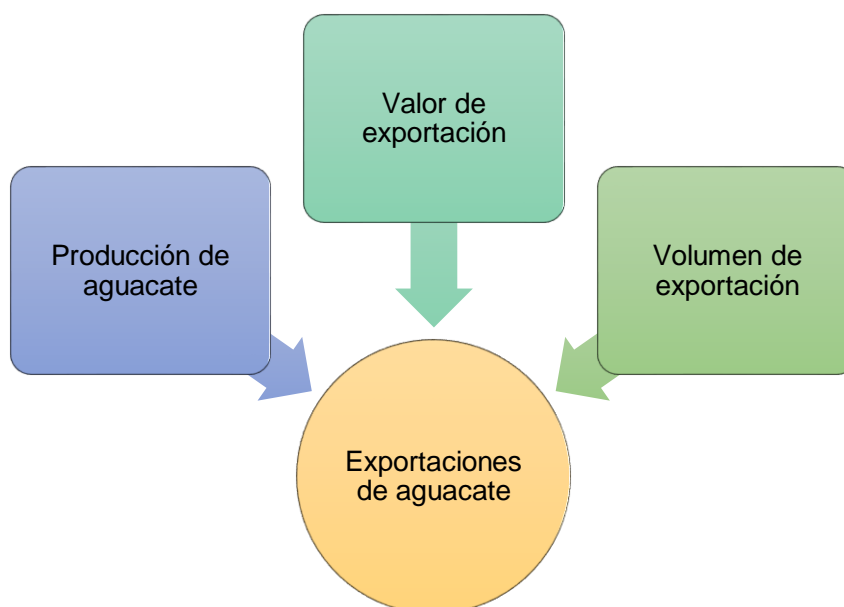 Valor de
exportación
Producción de
aguacate
Volumen de
exportación
Exportaciones
de aguacate